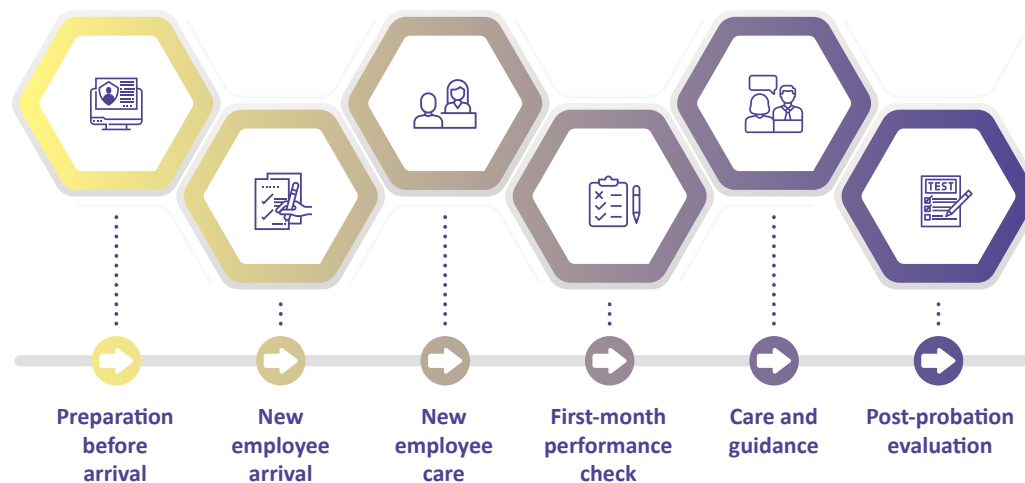 TEST
Preparation
before
arrival
New
employee
arrival
New
employee
care
First-month
performance
check
Care and
guidance
Post-probation
evaluation